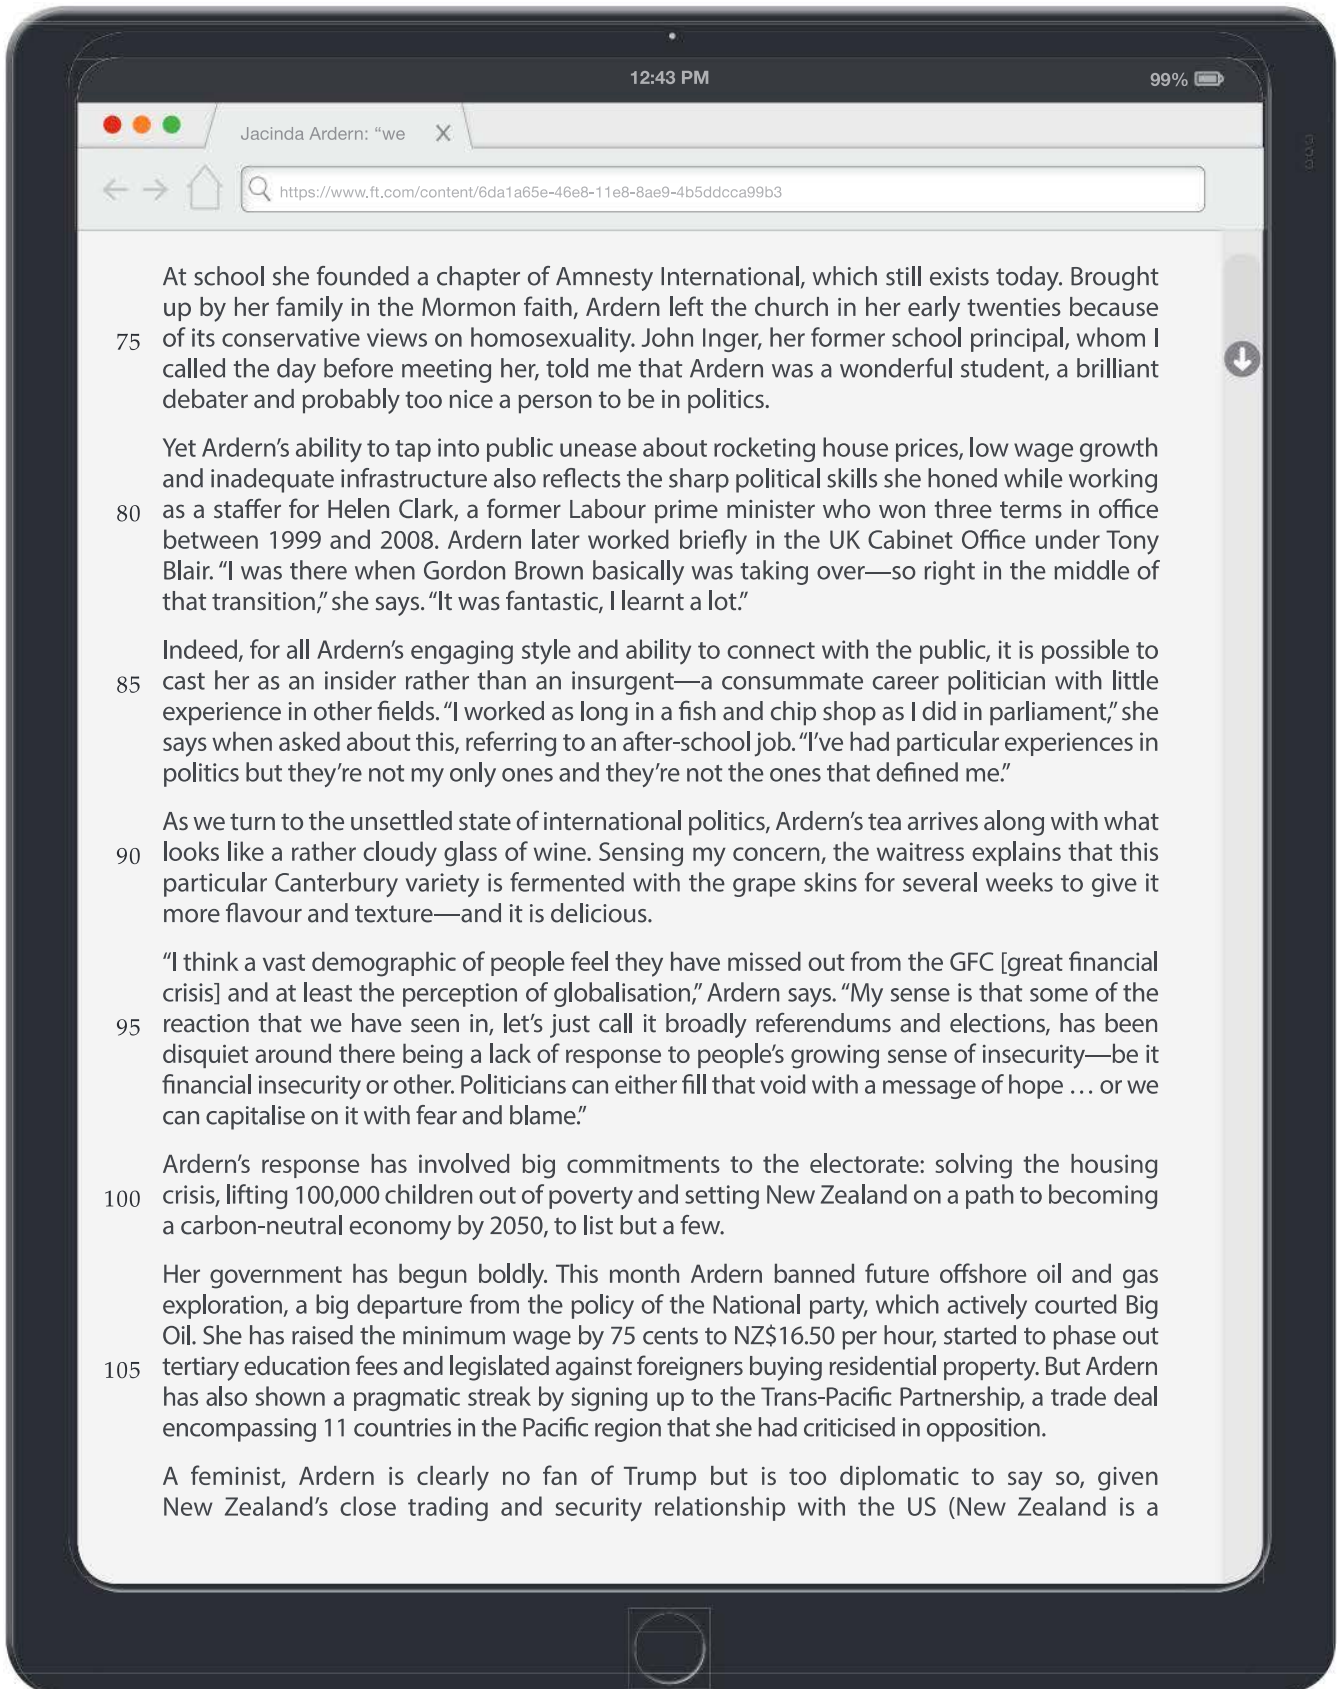 12:43 PM
99%
Jacinda Ardern: “we
https://www.ft.com/content/6da1a65e-46e8-11e8-8ae9-4b5ddcca99b3
At school she founded a chapter of Amnesty International, which still exists today. Brought
up by her family in the Mormon faith, Ardern left the church in her early twenties because
75 of its conservative views on homosexuality. John Inger, her former school principal, whom I
called the day before meeting her, told me that Ardern was a wonderful student, a brilliant
debater and probably too nice a person to be in politics.
Yet Ardern’s ability to tap into public unease about rocketing house prices, low wage growth
and inadequate infrastructure also reflects the sharp political skills she honed while working
80 as a staffer for Helen Clark, a former Labour prime minister who won three terms in office
between 1999 and 2008. Ardern later worked briefly in the UK Cabinet Office under Tony
Blair. “I was there when Gordon Brown basically was taking over—so right in the middle of
that transition,” she says. “It was fantastic, I learnt a lot.”
Indeed, for all Ardern’s engaging style and ability to connect with the public, it is possible to
85 cast her as an insider rather than an insurgent—a consummate career politician with little
experience in other fields. “I worked as long in a fish and chip shop as I did in parliament,” she
says when asked about this, referring to an after-school job. “I’ve had particular experiences in
politics but they’re not my only ones and they’re not the ones that defined me.”
As we turn to the unsettled state of international politics, Ardern’s tea arrives along with what
90 looks like a rather cloudy glass of wine. Sensing my concern, the waitress explains that this
particular Canterbury variety is fermented with the grape skins for several weeks to give it
more flavour and texture—and it is delicious.
“I think a vast demographic of people feel they have missed out from the GFC [great financial
crisis] and at least the perception of globalisation,” Ardern says. “My sense is that some of the
95 reaction that we have seen in, let’s just call it broadly referendums and elections, has been
disquiet around there being a lack of response to people’s growing sense of insecurity—be it
financial insecurity or other. Politicians can either fill that void with a message of hope … or we
can capitalise on it with fear and blame.”
Ardern’s response has involved big commitments to the electorate: solving the housing
100 crisis, lifting 100,000 children out of poverty and setting New Zealand on a path to becoming
a carbon-neutral economy by 2050, to list but a few.
Her government has begun boldly. This month Ardern banned future offshore oil and gas
exploration, a big departure from the policy of the National party, which actively courted Big
Oil. She has raised the minimum wage by 75 cents to NZ$16.50 per hour, started to phase out
105 tertiary education fees and legislated against foreigners buying residential property. But Ardern
has also shown a pragmatic streak by signing up to the Trans-Pacific Partnership, a trade deal
encompassing 11 countries in the Pacific region that she had criticised in opposition.
A feminist, Ardern is clearly no fan of Trump but is too diplomatic to say so, given
New Zealand’s close trading and security relationship with the US (New Zealand is a